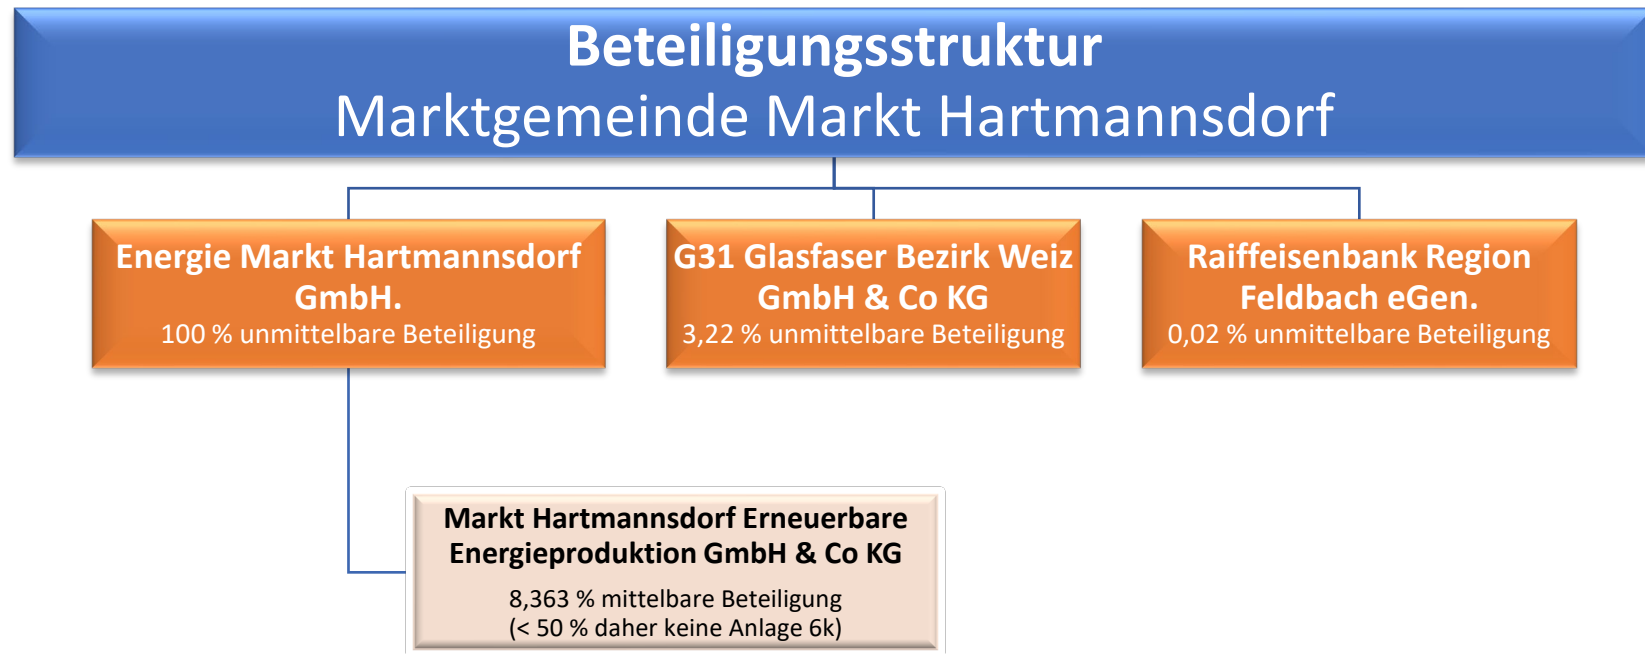 Beteiligungsstruktur
Marktgemeinde Markt Hartmannsdorf
Energie Markt Hartmannsdorf
GmbH.
100 % unmittelbare Beteiligung
G31 Glasfaser Bezirk Weiz
GmbH & Co KG
3,22 % unmittelbare Beteiligung
Raiffeisenbank Region
Feldbach eGen.
0,02 % unmittelbare Beteiligung
Markt Hartmannsdorf Erneuerbare
Energieproduktion GmbH & Co KG
8,363 % mittelbare Beteiligung
(< 50 % daher keine Anlage 6k)